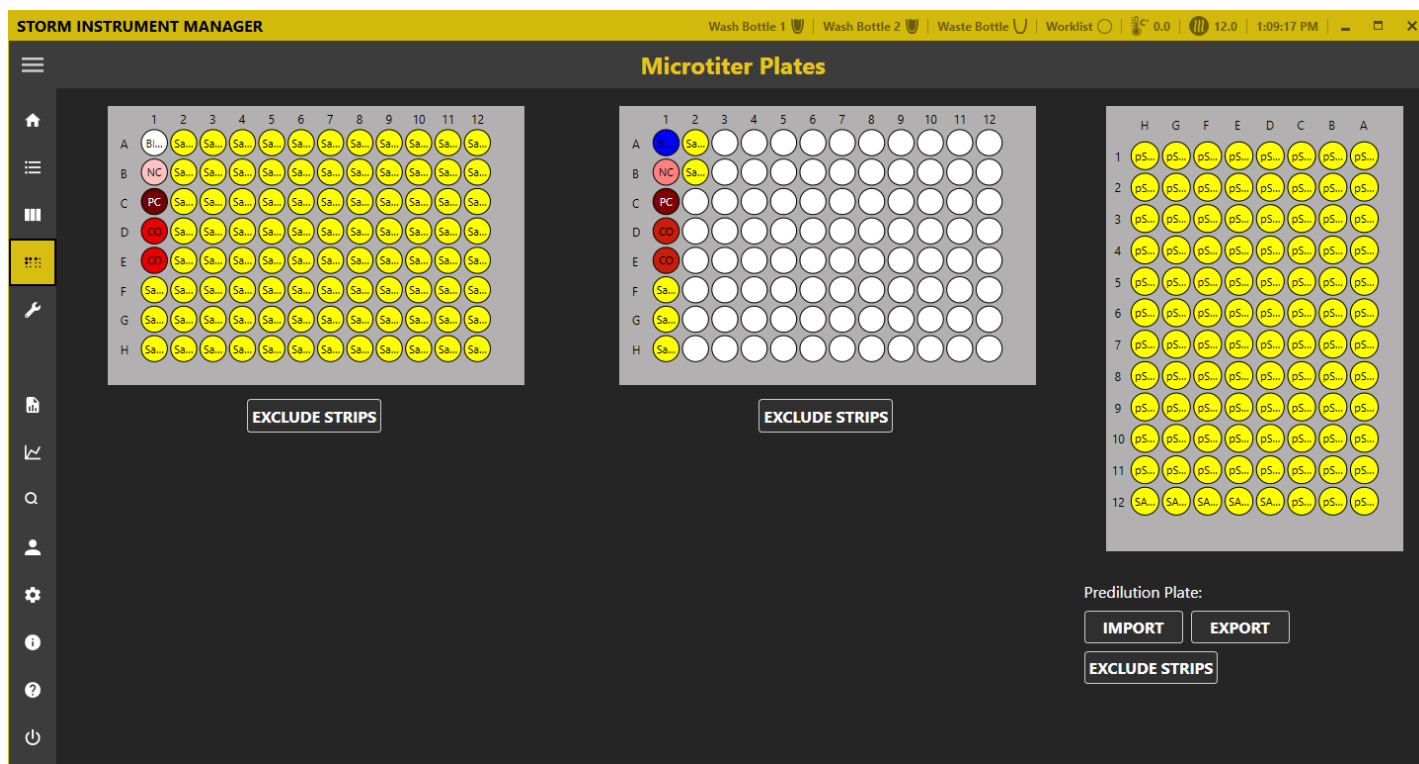 STORM INSTRUMENT MANAGER
Wash Bottle 1 | Wash Bottle 2 | Waste Bottle | Worklist | C° 0.0 | 12.0 | 1:09:17 PM
Microtiter Plates
1 2 3 4 5 6 7 8 9 10 11 12
A Bl... Sa... Sa... Sa... Sa... Sa... Sa... Sa... Sa... Sa... Sa... Sa...
B NC Sa... Sa... Sa... Sa... Sa... Sa... Sa... Sa... Sa... Sa... Sa...
C PC Sa... Sa... Sa... Sa... Sa... Sa... Sa... Sa... Sa... Sa... Sa...
D CO Sa... Sa... Sa... Sa... Sa... Sa... Sa... Sa... Sa... Sa... Sa...
E CO Sa... Sa... Sa... Sa... Sa... Sa... Sa... Sa... Sa... Sa... Sa...
F Sa... Sa... Sa... Sa... Sa... Sa... Sa... Sa... Sa... Sa... Sa... Sa...
G Sa... Sa... Sa... Sa... Sa... Sa... Sa... Sa... Sa... Sa... Sa... Sa...
H Sa... Sa... Sa... Sa... Sa... Sa... Sa... Sa... Sa... Sa... Sa... Sa...
EXCLUDE STRIPS
1 2 3 4 5 6 7 8 9 10 11 12
A Bl... Sa...
B NC Sa...
C PC
D CO
E CO
F Sa...
G Sa...
H Sa...
EXCLUDE STRIPS
H G F E D C B A
1 pS... pS... pS... pS... pS... pS... pS... pS...
2 pS... pS... pS... pS... pS... pS... pS... pS...
3 pS... pS... pS... pS... pS... pS... pS... pS...
4 pS... pS... pS... pS... pS... pS... pS... pS...
5 pS... pS... pS... pS... pS... pS... pS... pS...
6 pS... pS... pS... pS... pS... pS... pS... pS...
7 pS... pS... pS... pS... pS... pS... pS... pS...
8 pS... pS... pS... pS... pS... pS... pS... pS...
9 pS... pS... pS... pS... pS... pS... pS... pS...
10 pS... pS... pS... pS... pS... pS... pS... pS...
11 pS... pS... pS... pS... pS... pS... pS... pS...
12 SA... SA... SA... SA... SA... pS... pS... pS...
Predilution Plate:
IMPORT EXPORT
EXCLUDE STRIPS